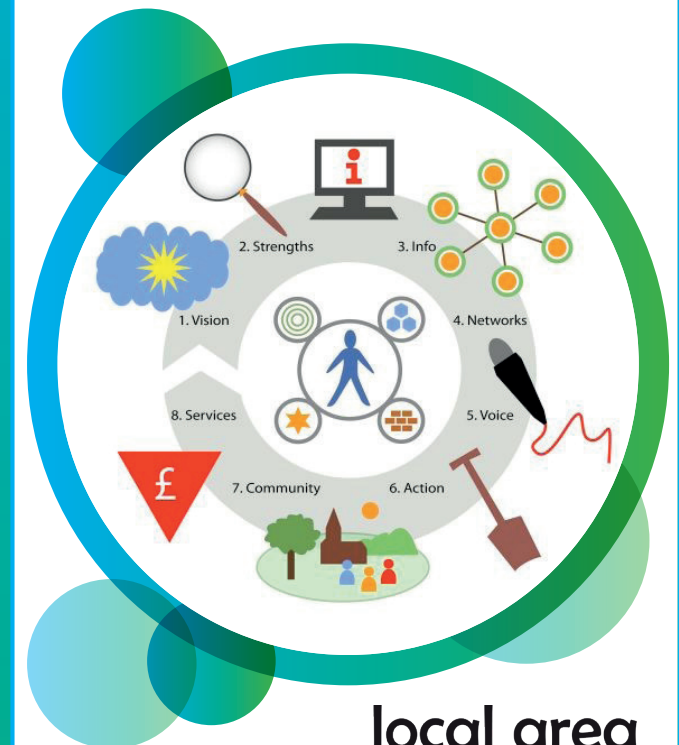 i
2. Strengths
3. Info
1. Vision
4. Networks
8. Services
5. Voice
£
7. Community
6. Action
local area